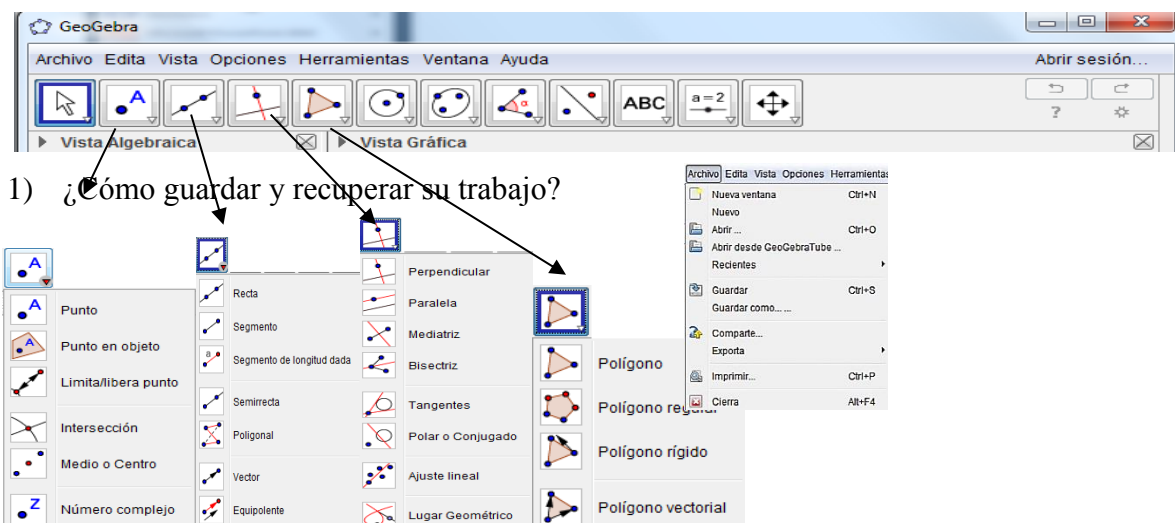 GeoGebra
Archivo Edita Vista Opciones Herramientas Ventana Ayuda
Abrir sesión...
A
α
ABC
a = 2
?
Vista Algebraica
Vista Gráfica
1) ¿Cómo guardar y recuperar su trabajo?
A
A Punto
A Punto en objeto
Limita/libera punto
Intersección
Medio o Centro
Z Número complejo
Recta
Segmento
a Segmento de longitud dada
Semirrecta
Poligonal
Vector
Equipolente
Perpendicular
Paralela
Mediatriz
Bisectriz
Tangentes
Polar o Conjugado
Ajuste lineal
Lugar Geométrico
Polígono
Polígono regular
Polígono rígido
Polígono vectorial
Archivo Edita Vista Opciones Herramientas
Nueva ventana Ctrl+N
Nuevo
Abrir ... Ctrl+O
Abrir desde GeoGebraTube ...
Recientes
Guardar Ctrl+S
Guardar como... ...
Comparte...
Exporta
Imprimir... Ctrl+P
Cierra Alt+F4